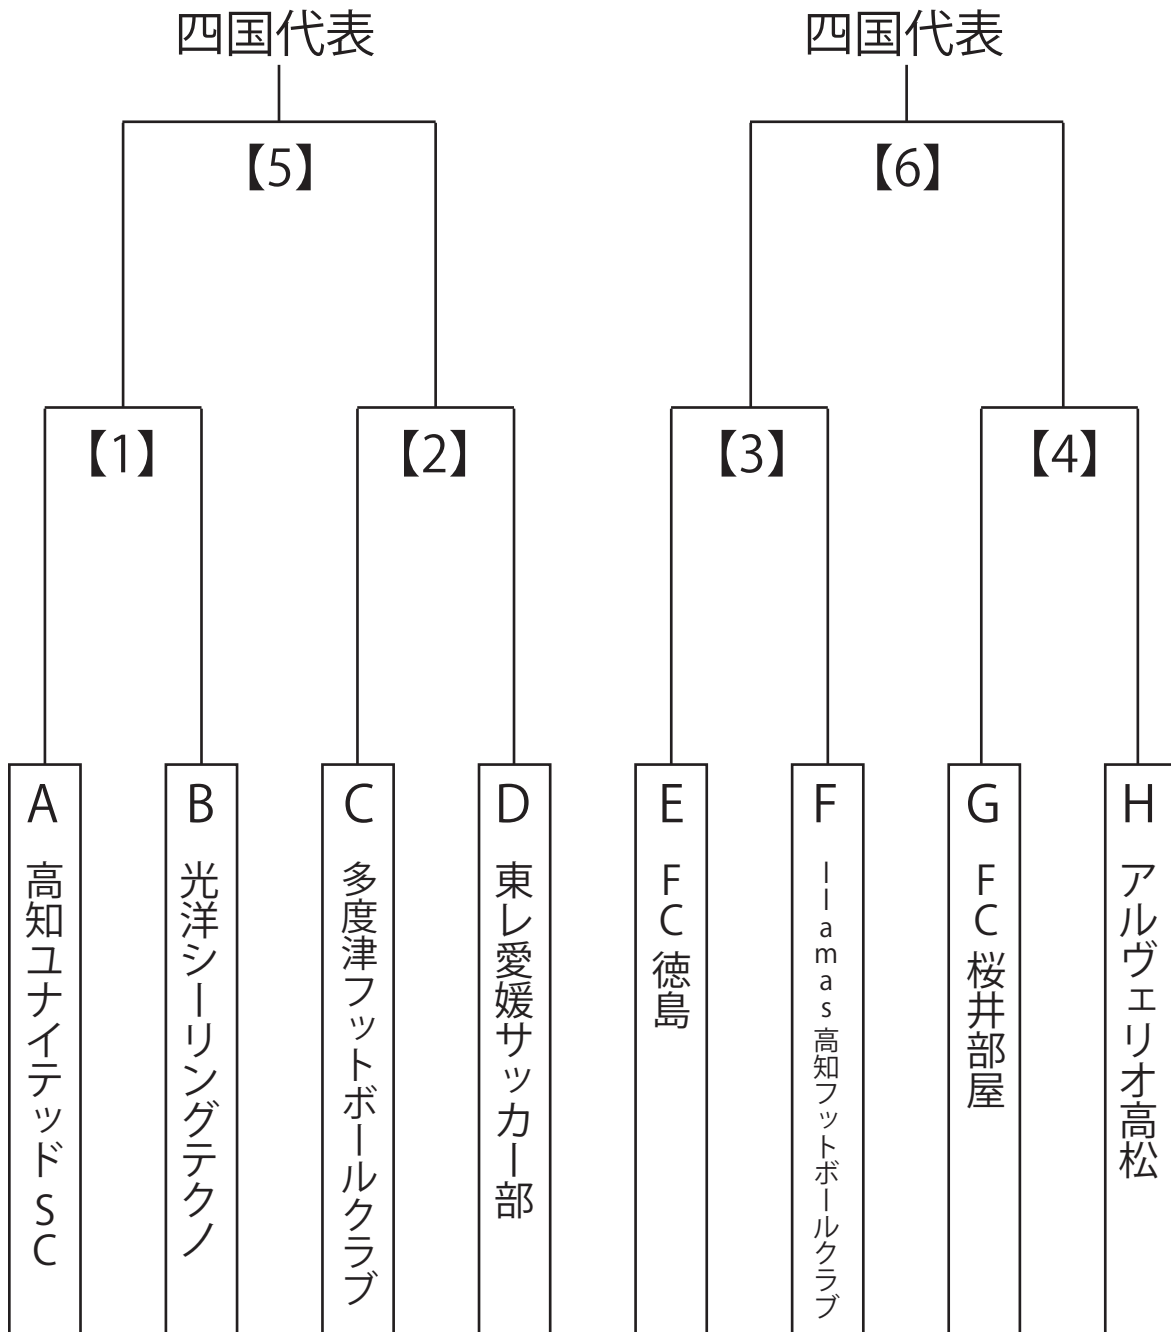 四国代表
四国代表
【5】
【6】
【1】
【2】
【3】
【4】
A 高知ユナイテッドSC
B 光洋シーリングテクノ
C 多度津フットボールクラブ
D 東レ愛媛サッカー部
E FC徳島
F llamas高知フットボールクラブ
G FC桜井部屋
H アルヴェリオ高松